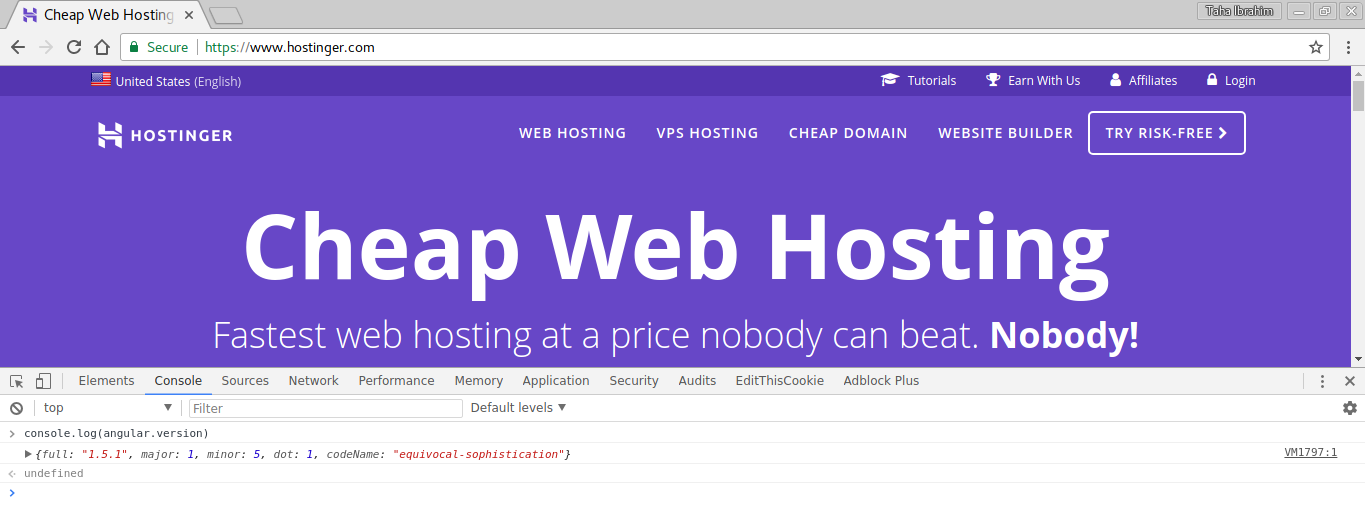 Cheap Web Hosting
Taha Ibrahim
Secure https://www.hostinger.com
United States (English) Tutorials Earn With Us Affiliates Login
HOSTINGER WEB HOSTING VPS HOSTING CHEAP DOMAIN WEBSITE BUILDER TRY RISK-FREE
Cheap Web Hosting
Fastest web hosting at a price nobody can beat. Nobody!
Elements Console Sources Network Performance Memory Application Security Audits EditThisCookie Adblock Plus
top Filter Default levels
console.log(angular.version)
{full: "1.5.1", major: 1, minor: 5, dot: 1, codeName: "equivocal-sophistication"} VM1797:1
undefined